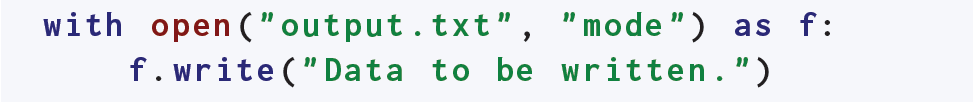 with open("output.txt", "mode") as f:
    f.write("Data to be written.")